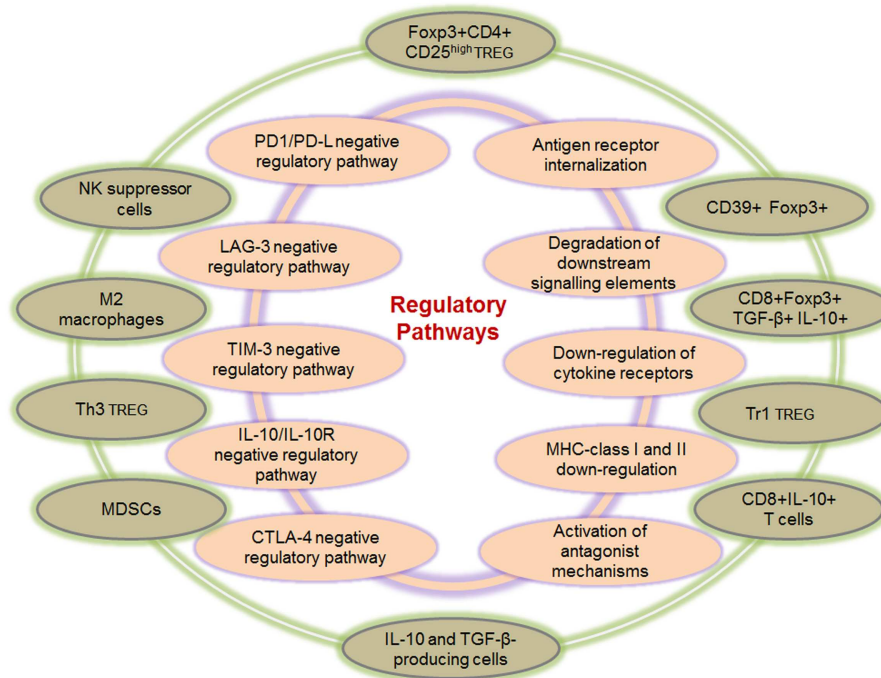 Foxp3+CD4+
CD25high TREG
PD1/PD-L negative
regulatory pathway
Antigen receptor
internalization
NK suppressor
cells
CD39+ Foxp3+
LAG-3 negative
regulatory pathway
Degradation of
downstream
signalling elements
M2
macrophages
Regulatory
Pathways
CD8+Foxp3+
TGF-β+ IL-10+
TIM-3 negative
regulatory pathway
Down-regulation of
cytokine receptors
Th3 TREG
Tr1 TREG
IL-10/IL-10R
negative regulatory
pathway
MHC-class I and II
down-regulation
MDSCs
CD8+IL-10+
T cells
CTLA-4 negative
regulatory pathway
Activation of
antagonist
mechanisms
IL-10 and TGF-β-
producing cells